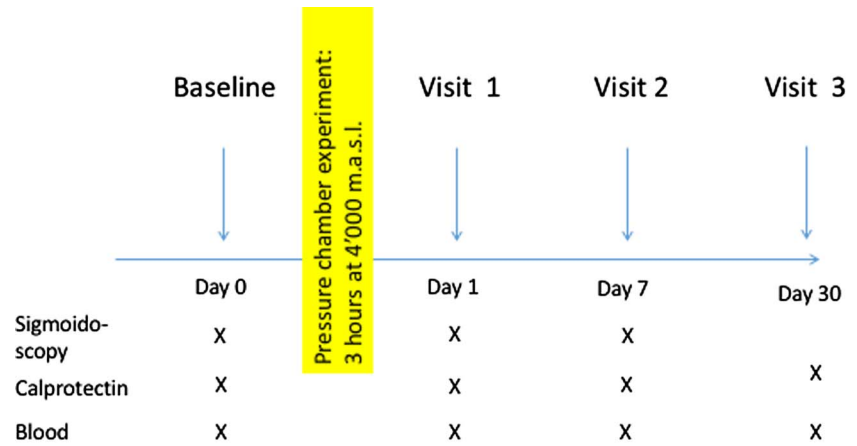 Baseline
Pressure chamber experiment:
3 hours at 4'000 m.a.s.l.
Visit 1
Visit 2
Visit 3
Day 0
Day 1
Day 7
Day 30
Sigmoido-
scopy
X X X
Calprotectin
X X X X
Blood
X X X X